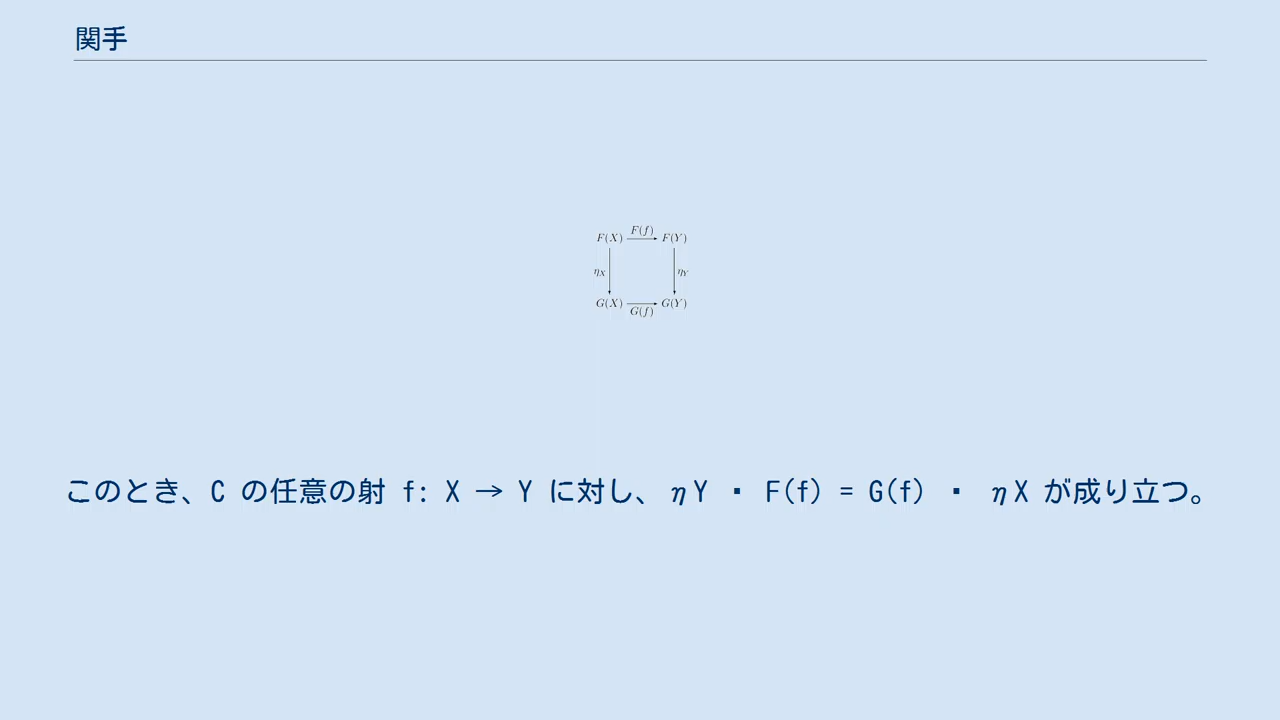 関手
F(f)
F(X) F(Y)
ηX ηY
G(X) G(Y)
G(f)
このとき、C の任意の射 f: X → Y に対し、ηY ・ F(f) = G(f) ・ ηX が成り立つ。